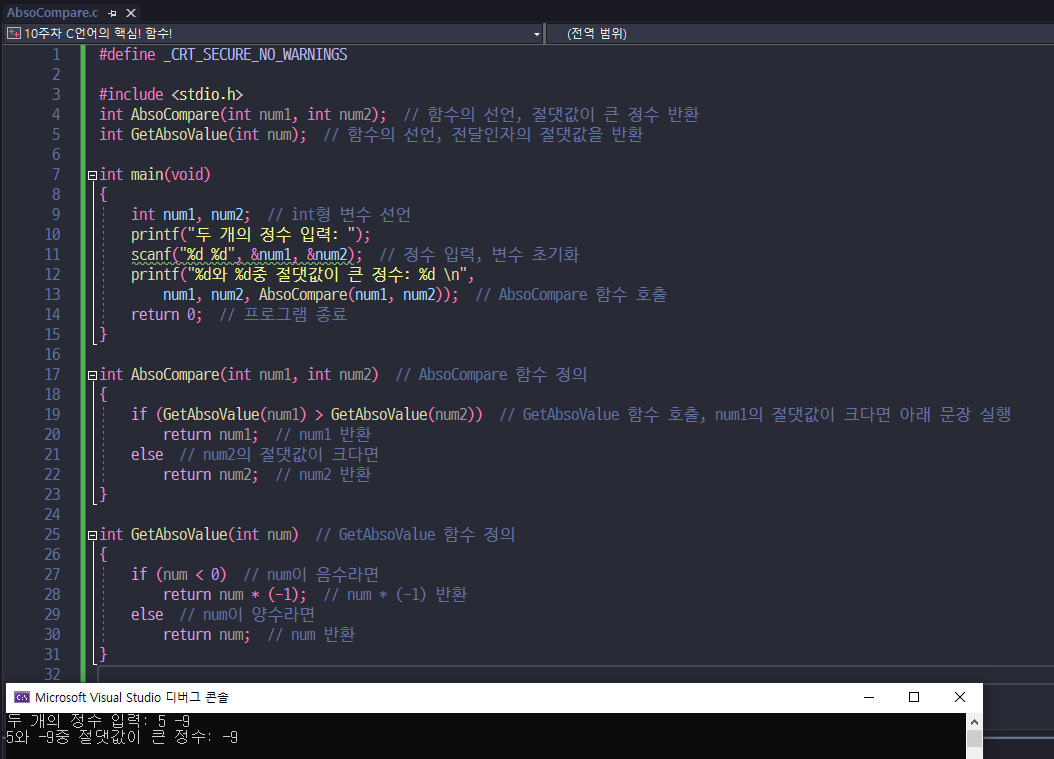 AbsoCompare.c
10주차 C언어의 핵심! 함수!
(전역 범위)
1 #define _CRT_SECURE_NO_WARNINGS
2
3 #include <stdio.h>
4 int AbsoCompare(int num1, int num2);  // 함수의 선언, 절댓값이 큰 정수 반환
5 int GetAbsoValue(int num);  // 함수의 선언, 전달인자의 절댓값을 반환
6
7 int main(void)
8 {
9     int num1, num2;  // int형 변수 선언
10     printf("두 개의 정수 입력: ");
11     scanf("%d %d", &num1, &num2);  // 정수 입력, 변수 초기화
12     printf("%d와 %d중 절댓값이 큰 정수: %d \n",
13         num1, num2, AbsoCompare(num1, num2));  // AbsoCompare 함수 호출
14     return 0;  // 프로그램 종료
15 }
16
17 int AbsoCompare(int num1, int num2)  // AbsoCompare 함수 정의
18 {
19     if (GetAbsoValue(num1) > GetAbsoValue(num2))  // GetAbsoValue 함수 호출, num1의 절댓값이 크다면 아래 문장 실행
20         return num1;  // num1 반환
21     else  // num2의 절댓값이 크다면
22         return num2;  // num2 반환
23 }
24
25 int GetAbsoValue(int num)  // GetAbsoValue 함수 정의
26 {
27     if (num < 0)  // num이 음수라면
28         return num * (-1);  // num * (-1) 반환
29     else  // num이 양수라면
30         return num;  // num 반환
31 }
32
Microsoft Visual Studio 디버그 콘솔
두 개의 정수 입력: 5 -9
5와 -9중 절댓값이 큰 정수: -9